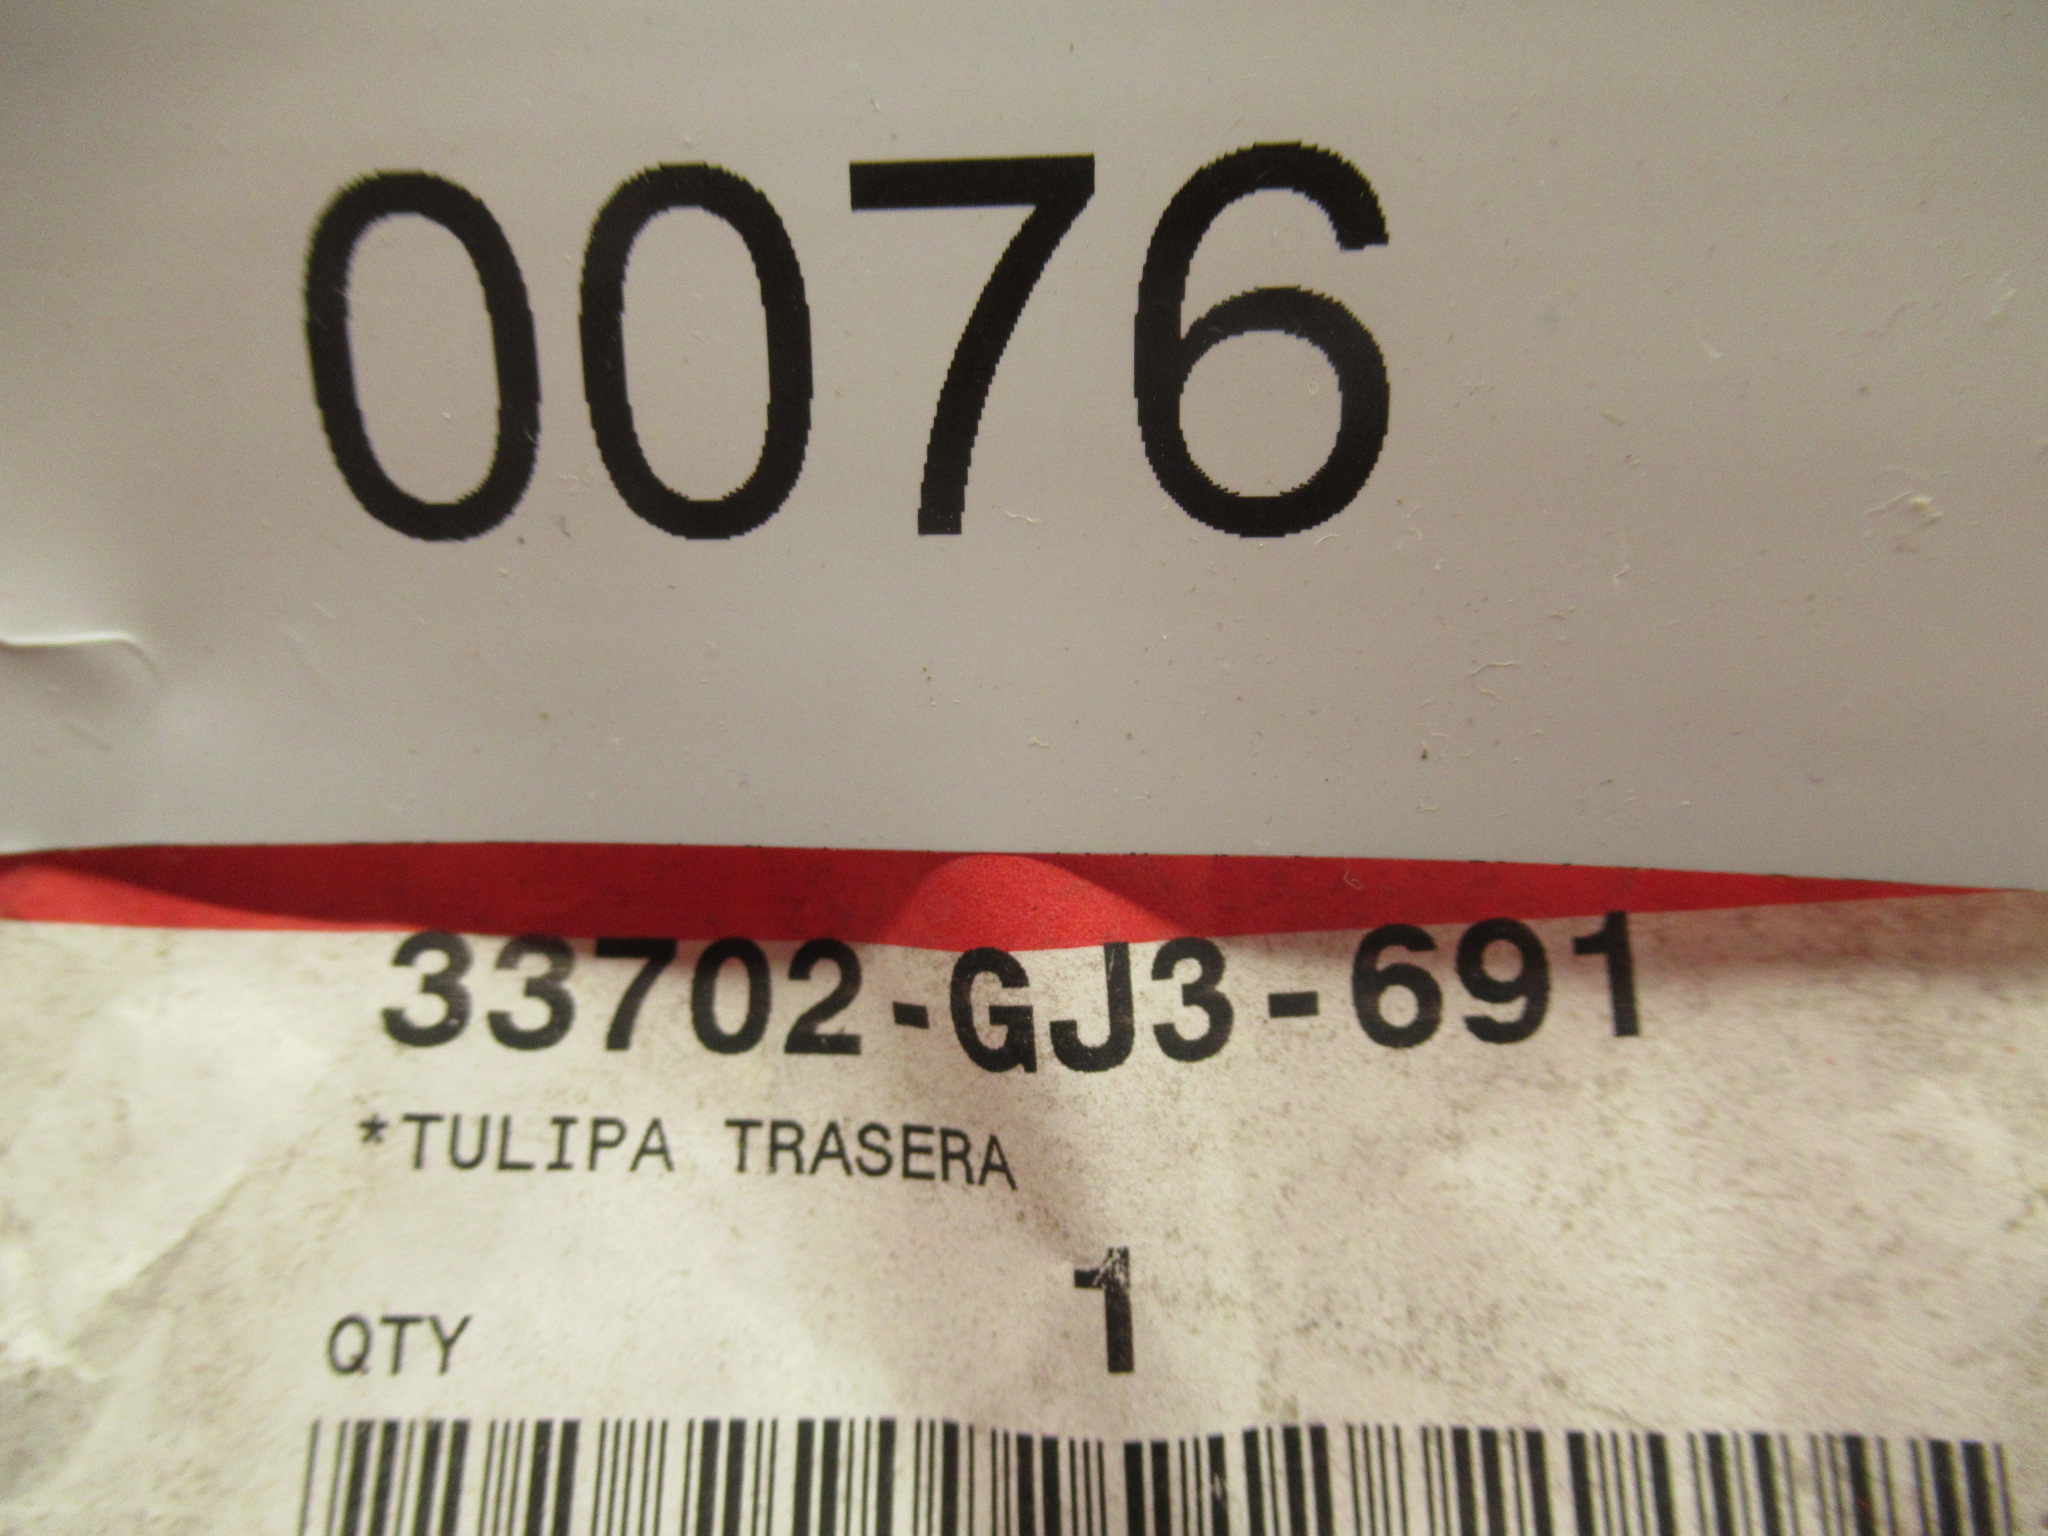 0076
33702-GJ3-691
*TULIPA TRASERA
1
QTY